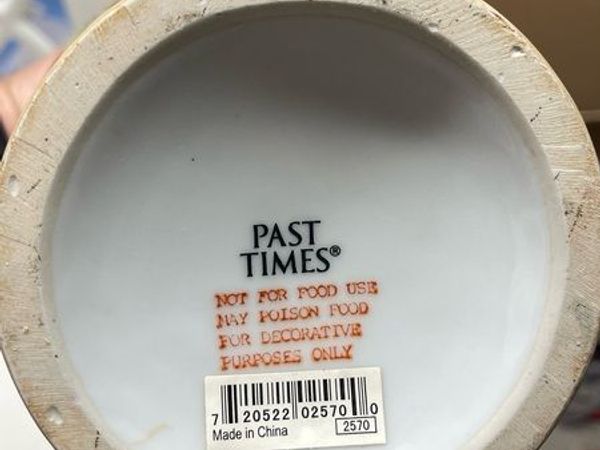 PAST
TIMES®
NOT FOR FOOD USE
MAY POISON FOOD
FOR DECORATIVE
PURPOSES ONLY
7 20522 02570 0
Made in China 2570